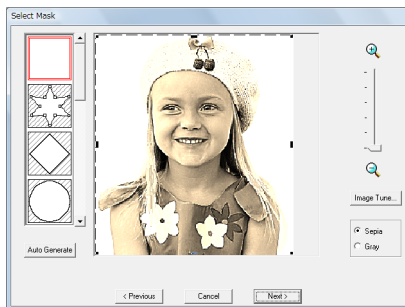 Select Mask
Image Tune...
Sepia
Gray
Auto Generate
< Previous
Cancel
Next >